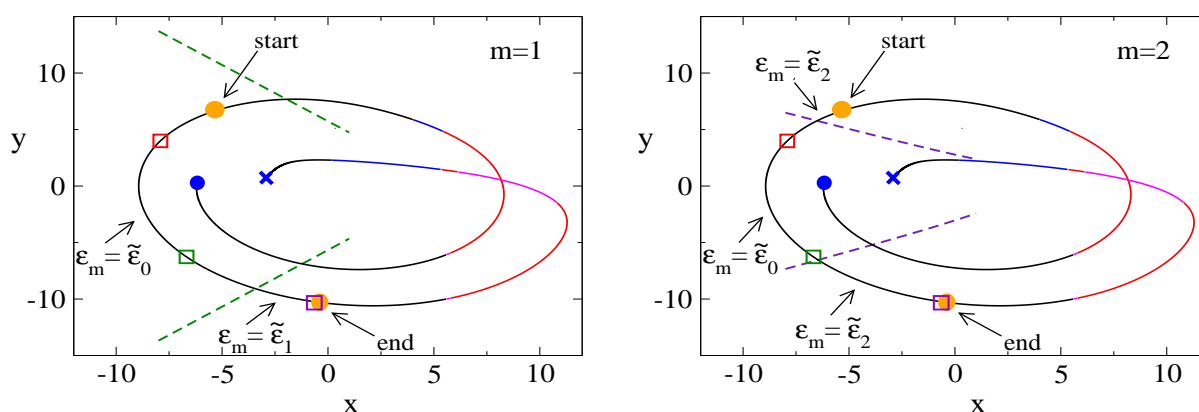 m=1
start
10
y
0
-10
ε_m = ε̃_0
ε_m = ε̃_1
end
-10
-5
0
5
10
x
m=2
start
ε_m = ε̃_2
10
y
0
-10
ε_m = ε̃_0
ε_m = ε̃_2
end
-10
-5
0
5
10
x